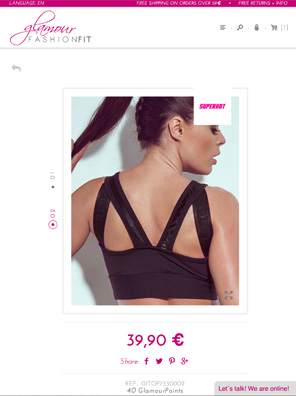 LANGUAGE: EN
FREE SHIPPING ON ORDERS OVER 59€ • FREE RETURNS + INFO
glamour
FASHIONFIT
[1]
01
02
SUPERHOT
39,90 €
Share:
REF. 01TOP7330002
40 GlamourPoints
Let´s talk! We are online!